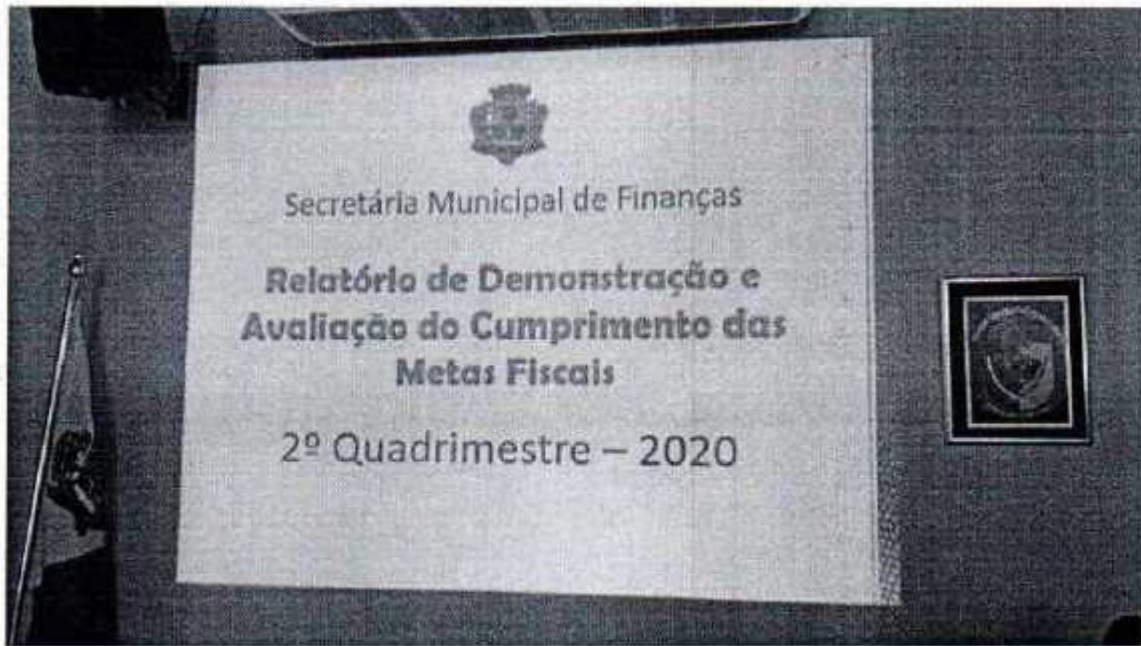 Secretária Municipal de Finanças
Relatório de Demonstração e
Avaliação do Cumprimento das
Metas Fiscais
2º Quadrimestre – 2020